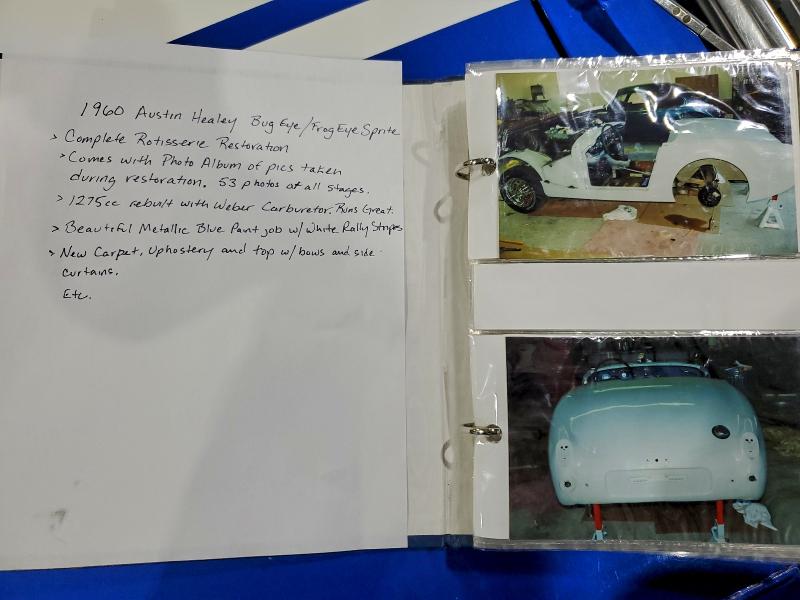 1960 Austin Healey Bug Eye/Frog Eye Sprite
> Complete Rotisserie Restoration
> Comes with Photo Album of pics taken
during restoration. 53 photos at all stages.
> 1275cc rebuilt with Weber Carburetor. Runs Great.
> Beautiful Metallic Blue Paint job w/ White Rally Stripes
> New Carpet, Upholstery and top w/ bows and side-
curtains.
Etc.